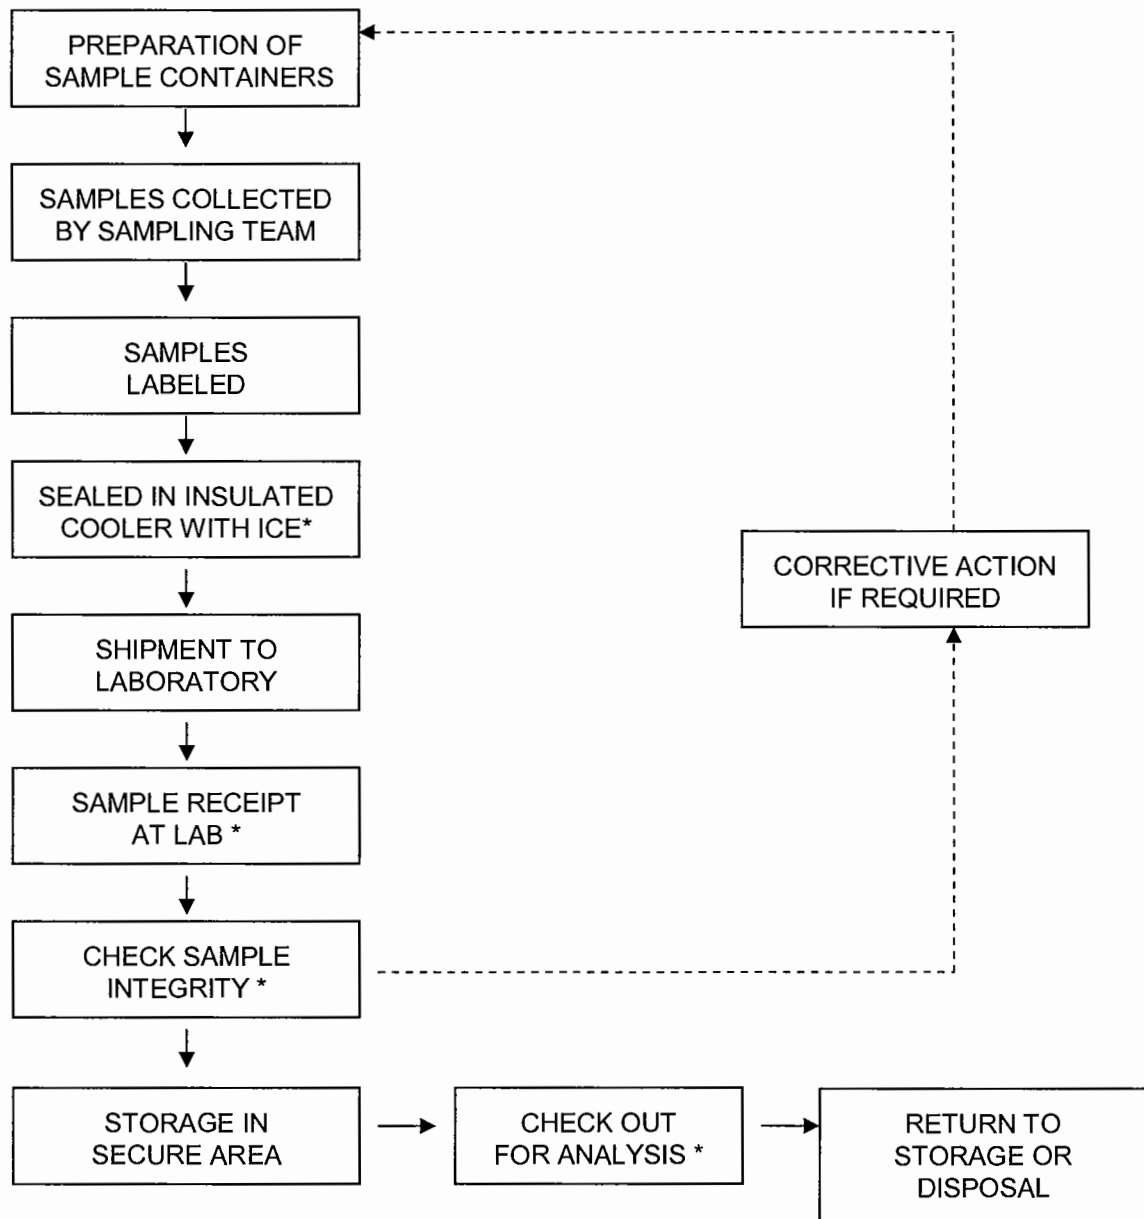 PREPARATION OF
SAMPLE CONTAINERS
SAMPLES COLLECTED
BY SAMPLING TEAM
SAMPLES
LABELED
SEALED IN INSULATED
COOLER WITH ICE*
CORRECTIVE ACTION
IF REQUIRED
SHIPMENT TO
LABORATORY
SAMPLE RECEIPT
AT LAB *
CHECK SAMPLE
INTEGRITY *
STORAGE IN
SECURE AREA
CHECK OUT
FOR ANALYSIS *
RETURN TO
STORAGE OR
DISPOSAL